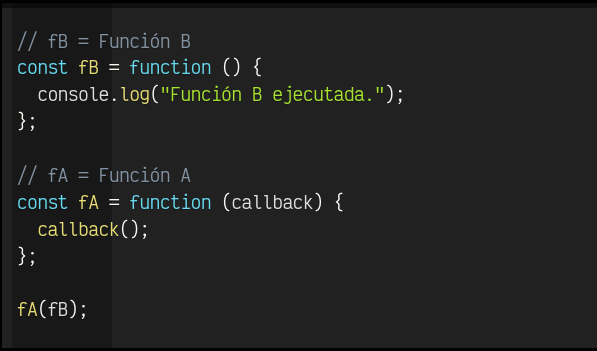 // fB = Función B
const fB = function () {
  console.log("Función B ejecutada.");
};

// fA = Función A
const fA = function (callback) {
  callback();
};

fA(fB);